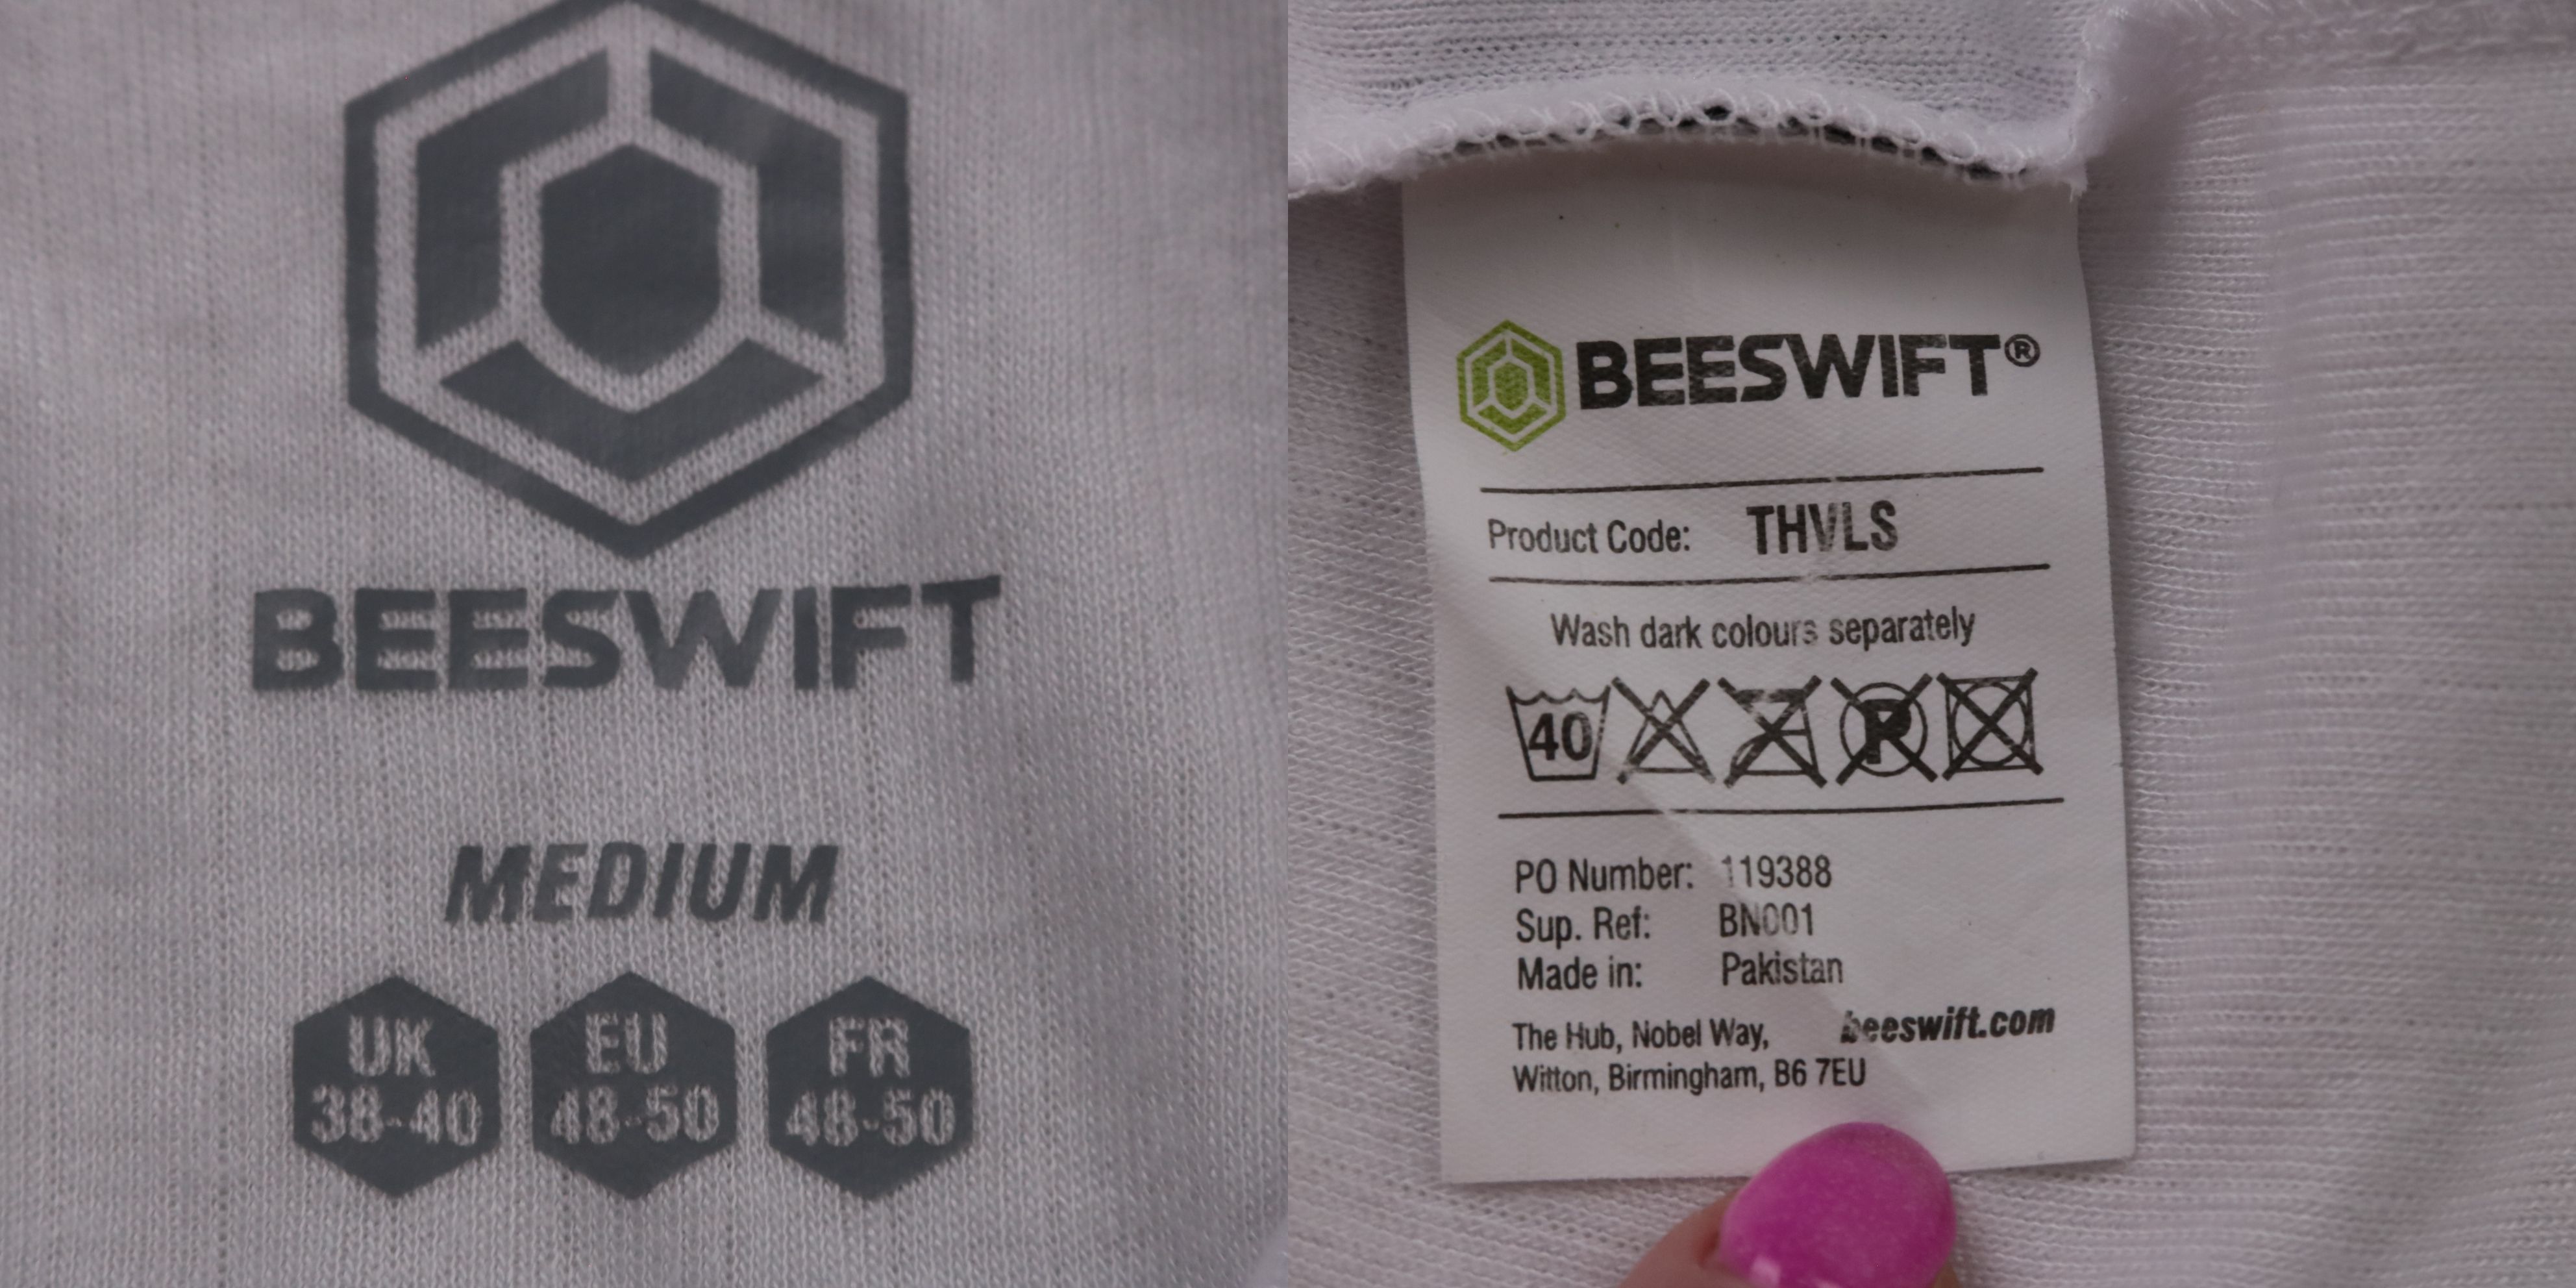 BEESWIFT
MEDIUM
UK
38-40
EU
48-50
FR
48-50
BEESWIFT®
Product Code: THVLS
Wash dark colours separately
40 P
PO Number: 119388
Sup. Ref: BN001
Made in: Pakistan
The Hub, Nobel Way, beeswift.com
Witton, Birmingham, B6 7EU